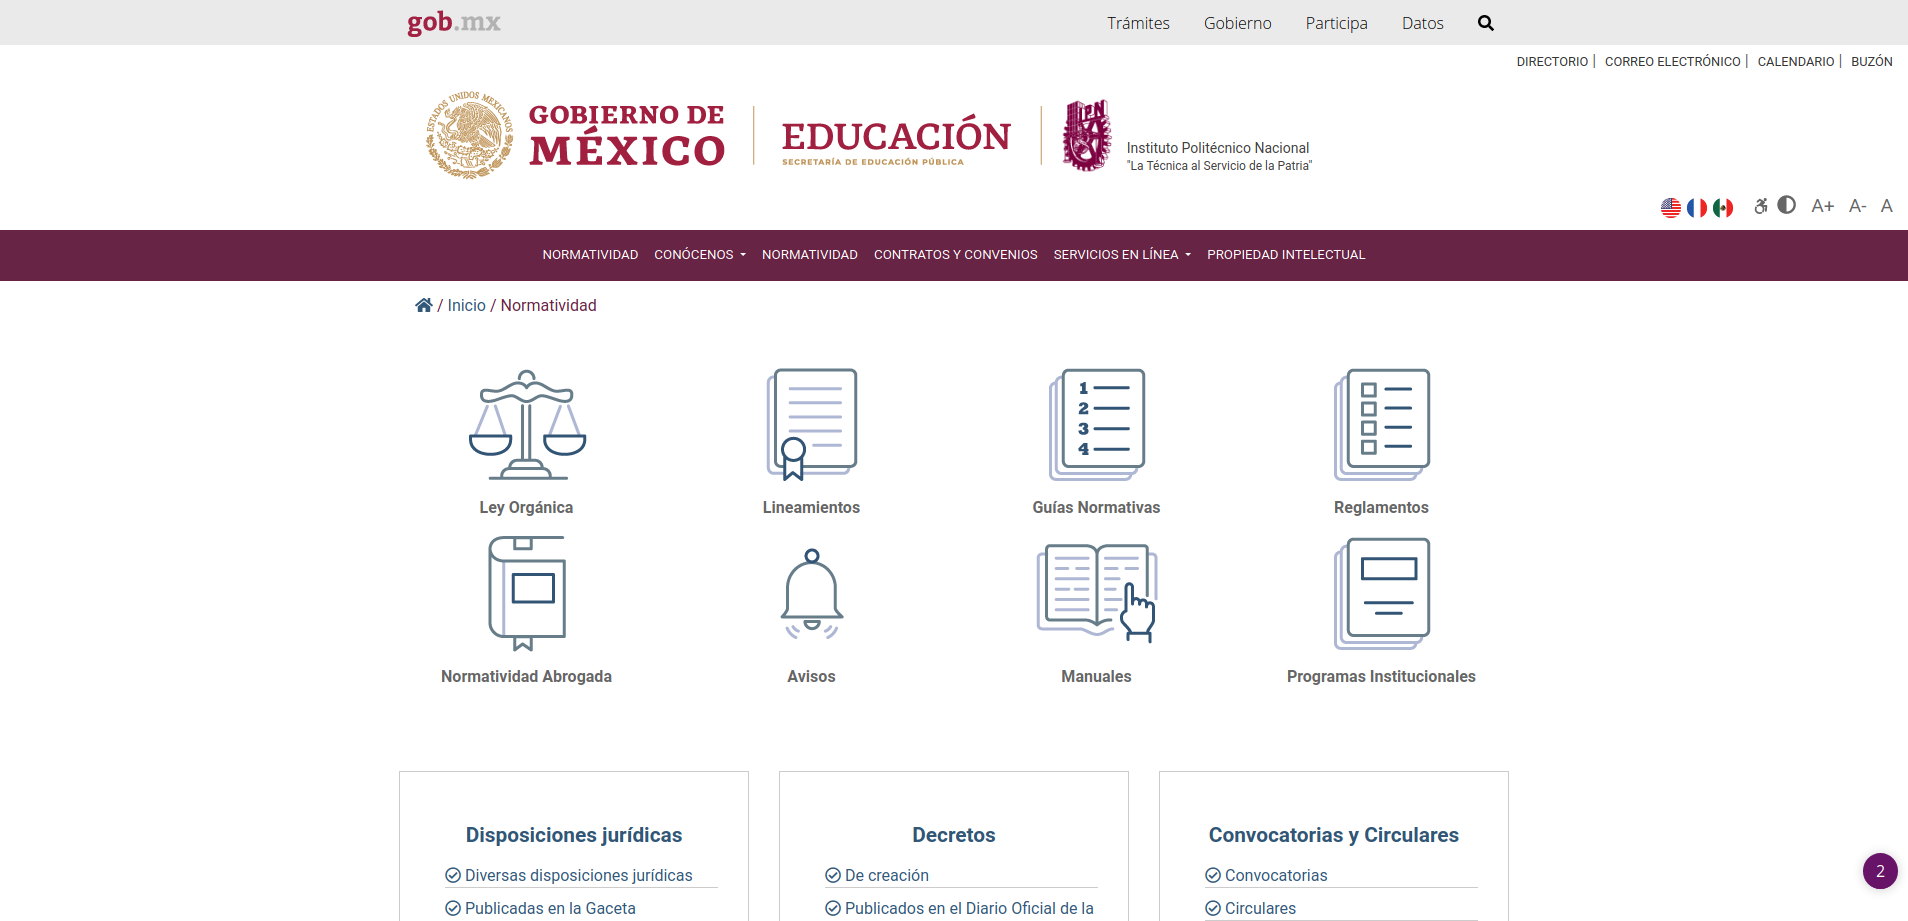 gob.mx
Trámites Gobierno Participa Datos
DIRECTORIO | CORREO ELECTRÓNICO | CALENDARIO | BUZÓN
ESTADOS UNIDOS MEXICANOS
GOBIERNO DE
MÉXICO
EDUCACIÓN
SECRETARÍA DE EDUCACIÓN PÚBLICA
IPN
Instituto Politécnico Nacional
"La Técnica al Servicio de la Patria"
A+ A- A
NORMATIVIDAD CONÓCENOS NORMATIVIDAD CONTRATOS Y CONVENIOS SERVICIOS EN LÍNEA PROPIEDAD INTELECTUAL
/ Inicio / Normatividad
1
2
3
4
Ley Orgánica Lineamientos Guías Normativas Reglamentos
Normatividad Abrogada Avisos Manuales Programas Institucionales
Disposiciones jurídicas
Diversas disposiciones jurídicas
Publicadas en la Gaceta
Decretos
De creación
Publicados en el Diario Oficial de la
Convocatorias y Circulares
Convocatorias
Circulares
2